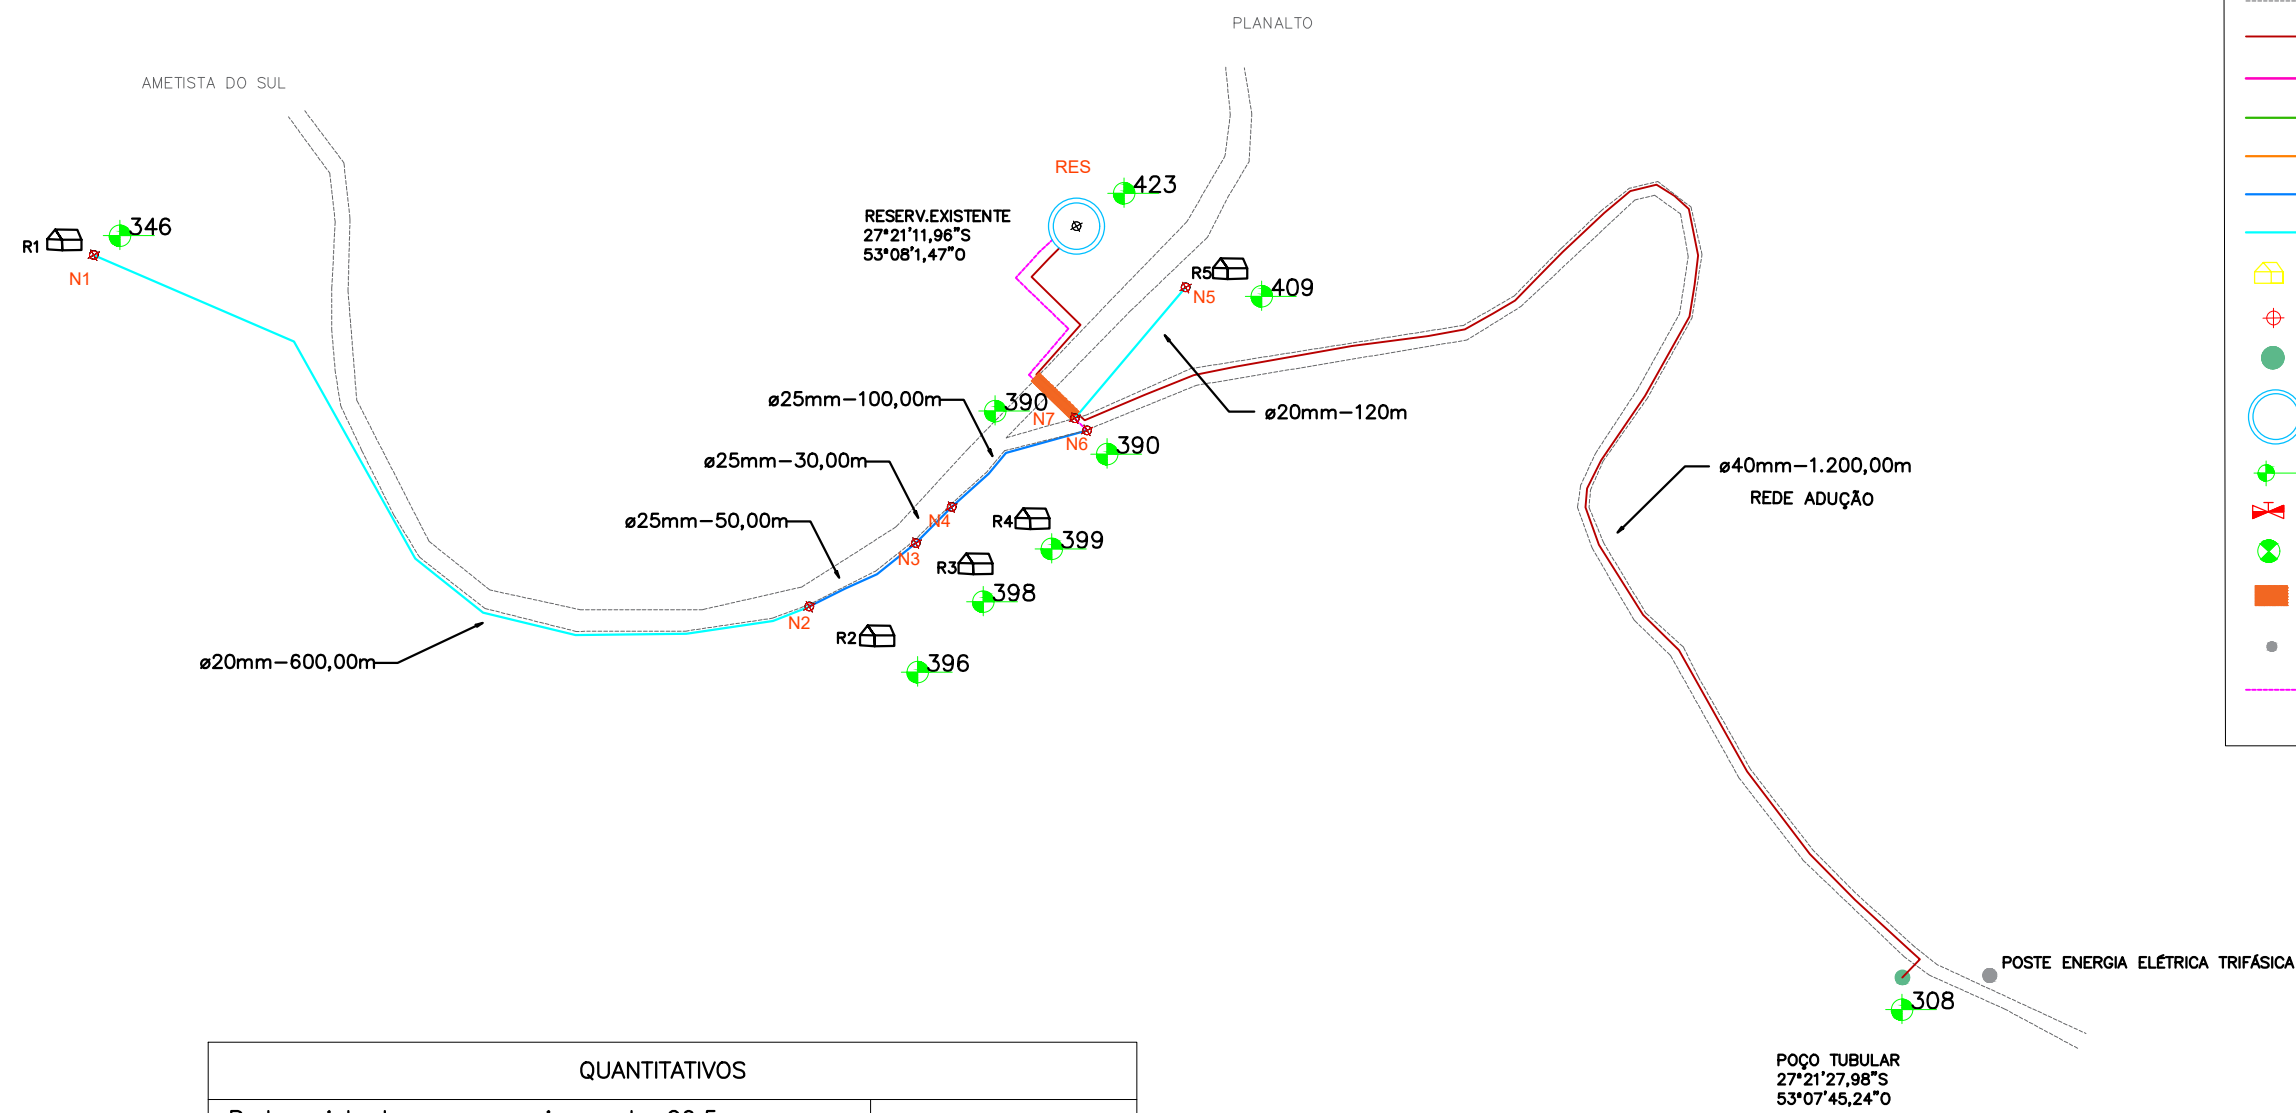 PLANALTO
AMETISTA DO SUL
RES
423
RESERV.EXISTENTE
27°21'11,96"S
53°08'1,47"O
346
R1
N1
R5
N5
409
ø25mm-100,00m
390
N7
N6
390
ø20mm-120m
ø25mm-30,00m
ø40mm-1.200,00m
REDE ADUÇÃO
ø25mm-50,00m
N4
R4
399
N3
R3
398
N2
R2
396
ø20mm-600,00m
POSTE ENERGIA ELÉTRICA TRIFÁSICA
308
POÇO TUBULAR
27°21'27,98"S
53°07'45,24"O
QUANTITATIVOS